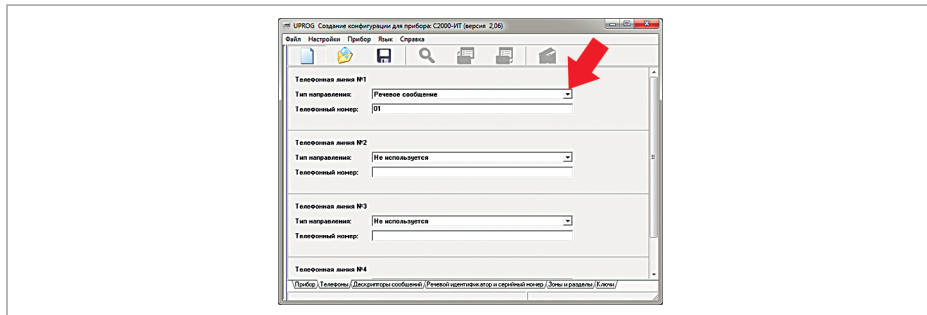 UPROG Создание конфигурации для прибора: С2000-ИТ (версия 2,06)
Файл Настройки Прибор Язык Справка
Телефонная линия №1
Тип направления: Речевое сообщение
Телефонный номер: 01
Телефонная линия №2
Тип направления: Не используется
Телефонный номер:
Телефонная линия №3
Тип направления: Не используется
Телефонный номер:
Телефонная линия №4
Прибор Телефоны Дескрипторы сообщений Речевой идентификатор и серийный номер Зоны и разделы Ключи